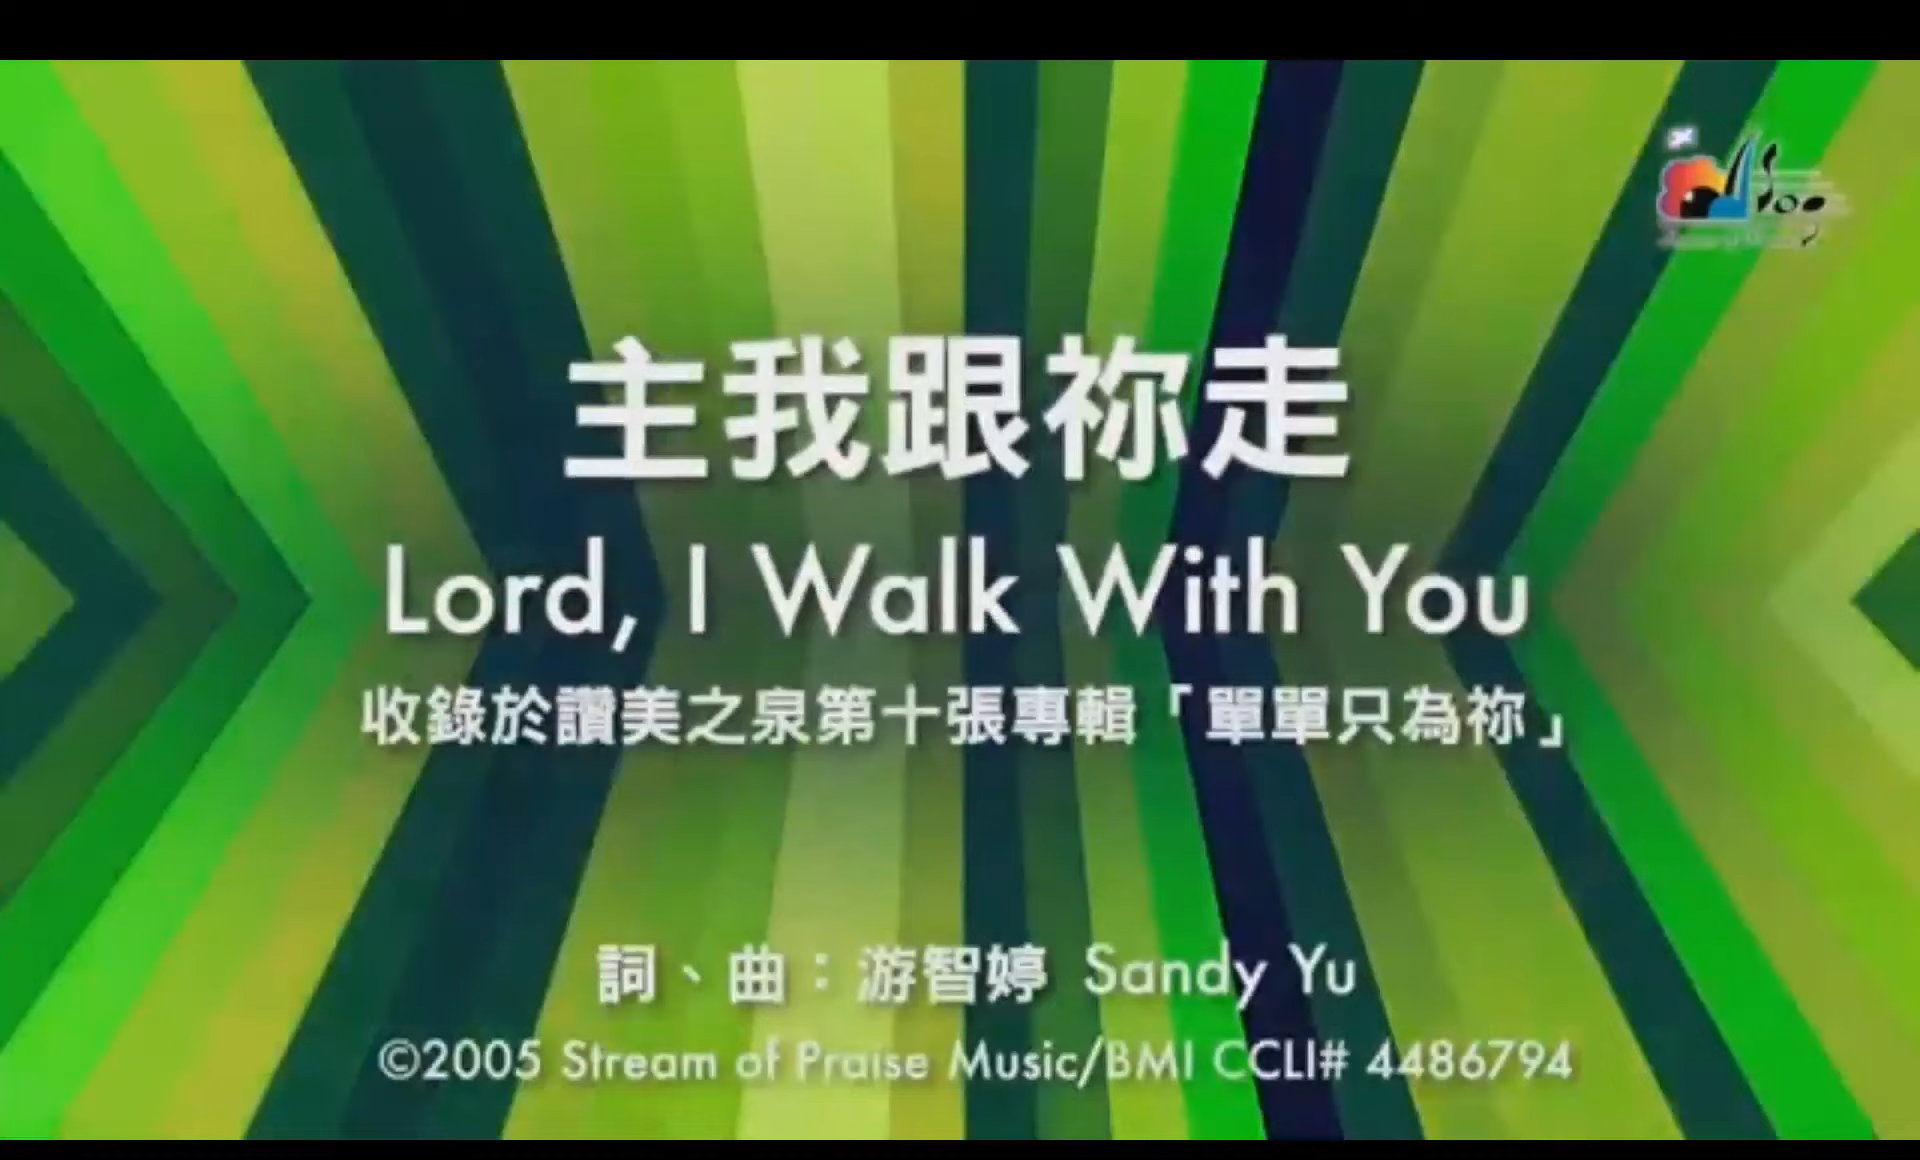 主我跟祢走
Lord, I Walk With You
收錄於讚美之泉第十張專輯「單單只為祢」
詞、曲：游智婷 Sandy Yu
©2005 Stream of Praise Music/BMI CCLI# 4486794